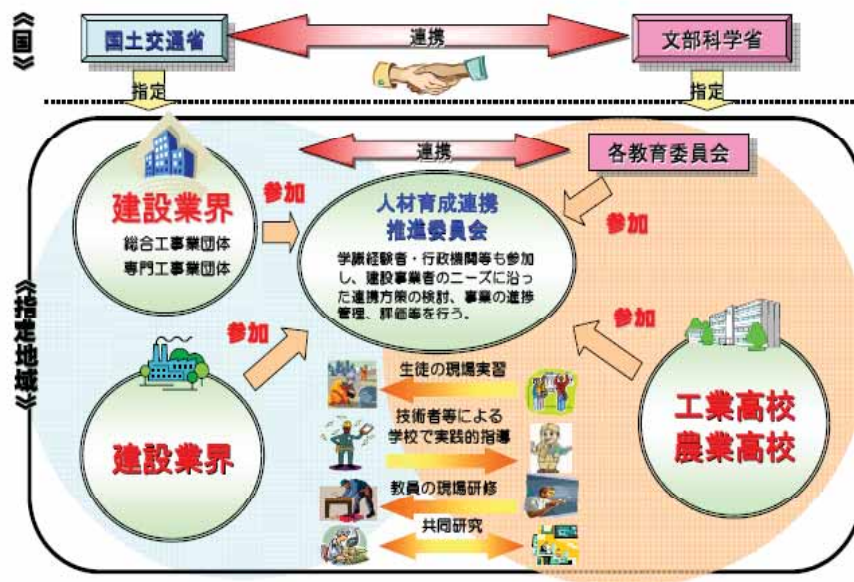 《国》
国土交通省
連携
文部科学省
指定
指定
《指定地域》
連携
各教育委員会
建設業界
総合工事業団体
専門工事業団体
参加
人材育成連携
推進委員会
学識経験者・行政機関等も参加
し、建設事業者のニーズに沿っ
た連携方策の検討、事業の進捗
管理、評価等を行う。
参加
参加
参加
建設業界
工業高校
農業高校
生徒の現場実習
技術者等による
学校で実践的指導
教員の現場研修
共同研究